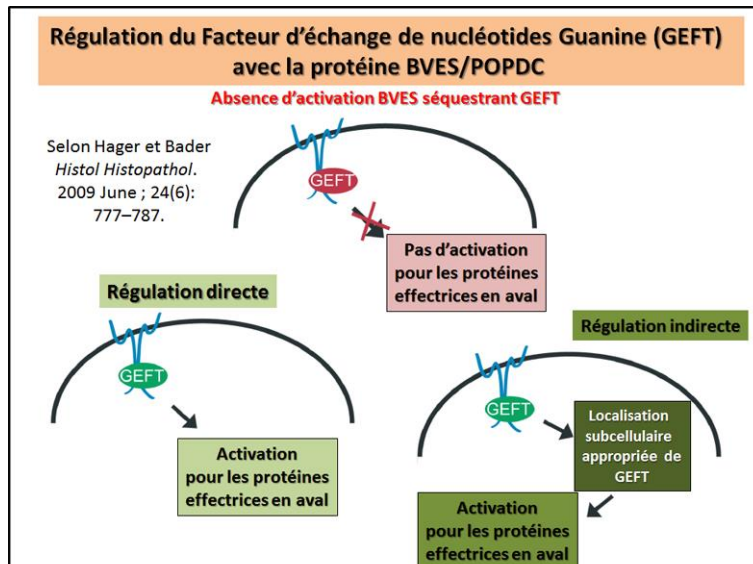 Régulation du Facteur d’échange de nucléotides Guanine (GEFT)
avec la protéine BVES/POPDC
Absence d’activation BVES séquestrant GEFT
Selon Hager et Bader
Histol Histopathol.
2009 June ; 24(6):
777–787.
GEFT
Pas d’activation
pour les protéines
effectrices en aval
Régulation directe
GEFT
Activation
pour les protéines
effectrices en aval
Régulation indirecte
GEFT
Localisation
subcellulaire
appropriée de
GEFT
Activation
pour les protéines
effectrices en aval